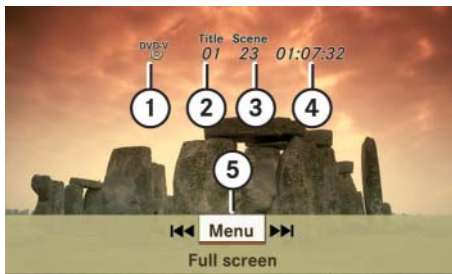 Title Scene
DVD-V 01 23 01:07:32
1 2 3 4
5
Menu
Full screen